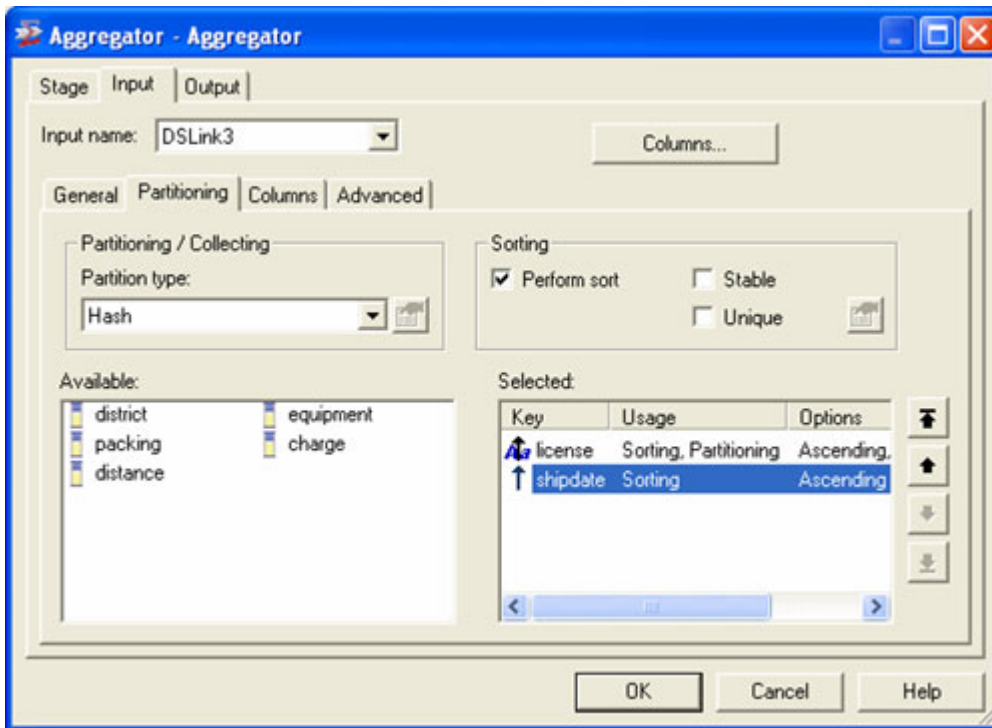 Aggregator - Aggregator
Stage Input Output
Input name: DSLink3 Columns...
General Partitioning Columns Advanced
Partitioning / Collecting
Partition type:
Hash
Sorting
Perform sort Stable
Unique
Available:
district equipment
packing charge
distance
Selected:
Key Usage Options
Aa license Sorting, Partitioning Ascending,
shipdate Sorting Ascending
OK Cancel Help